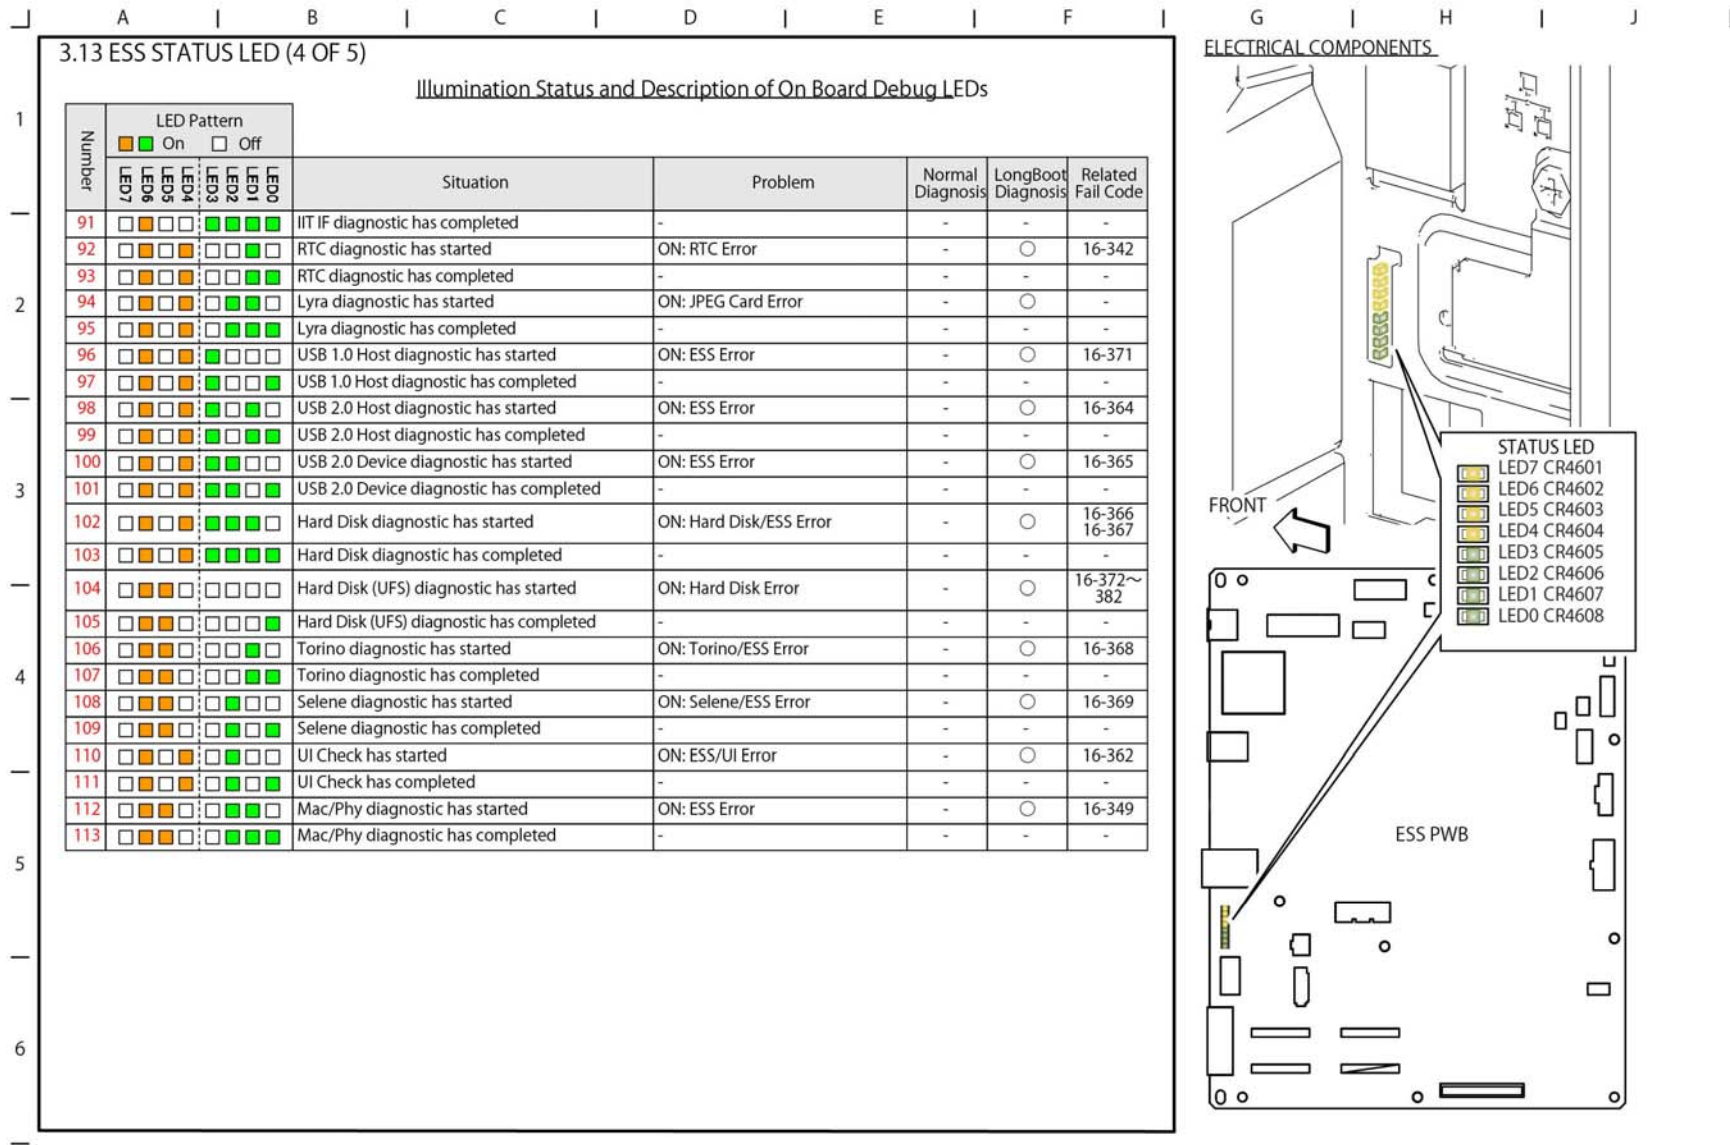 A B C D E F G H J
3.13 ESS STATUS LED (4 OF 5)
Illumination Status and Description of On Board Debug LEDs
Number LED Pattern
On Off
LED7 LED6 LED5 LED4 LED3 LED2 LED1 LED0 Situation Problem Normal Diagnosis LongBoot Diagnosis Related Fail Code
91 IIT IF diagnostic has completed - - - -
92 RTC diagnostic has started ON: RTC Error - ○ 16-342
93 RTC diagnostic has completed - - - -
94 Lyra diagnostic has started ON: JPEG Card Error - ○ -
95 Lyra diagnostic has completed - - - -
96 USB 1.0 Host diagnostic has started ON: ESS Error - ○ 16-371
97 USB 1.0 Host diagnostic has completed - - - -
98 USB 2.0 Host diagnostic has started ON: ESS Error - ○ 16-364
99 USB 2.0 Host diagnostic has completed - - - -
100 USB 2.0 Device diagnostic has started ON: ESS Error - ○ 16-365
101 USB 2.0 Device diagnostic has completed - - - -
102 Hard Disk diagnostic has started ON: Hard Disk/ESS Error - ○ 16-366 16-367
103 Hard Disk diagnostic has completed - - - -
104 Hard Disk (UFS) diagnostic has started ON: Hard Disk Error - ○ 16-372～382
105 Hard Disk (UFS) diagnostic has completed - - - -
106 Torino diagnostic has started ON: Torino/ESS Error - ○ 16-368
107 Torino diagnostic has completed - - - -
108 Selene diagnostic has started ON: Selene/ESS Error - ○ 16-369
109 Selene diagnostic has completed - - - -
110 UI Check has started ON: ESS/UI Error - ○ 16-362
111 UI Check has completed - - - -
112 Mac/Phy diagnostic has started ON: ESS Error - ○ 16-349
113 Mac/Phy diagnostic has completed - - - -
1
2
3
4
5
6
ELECTRICAL COMPONENTS
FRONT
STATUS LED
LED7 CR4601
LED6 CR4602
LED5 CR4603
LED4 CR4604
LED3 CR4605
LED2 CR4606
LED1 CR4607
LED0 CR4608
ESS PWB